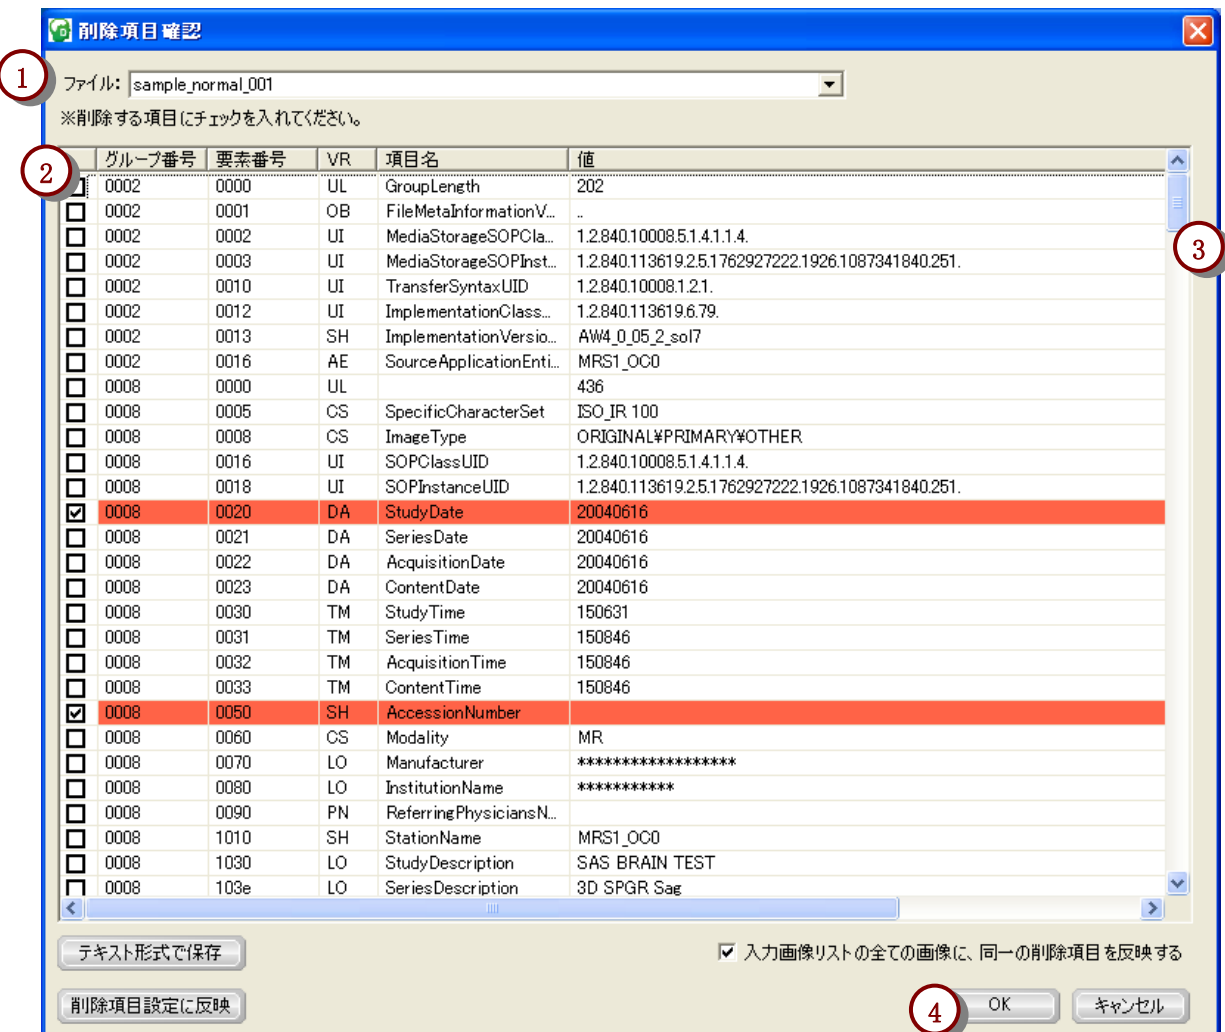 削除項目確認
1
ファイル: sample_normal_001
※削除する項目にチェックを入れてください。
2
グループ番号 要素番号 VR 項目名 値
0002 0000 UL GroupLength 202
0002 0001 OB FileMetaInformationV... ..
0002 0002 UI MediaStorageSOPCla... 1.2.840.10008.5.1.4.1.1.4.
3
0002 0003 UI MediaStorageSOPInst... 1.2.840.113619.2.5.1762927222.1926.1087341840.251.
0002 0010 UI TransferSyntaxUID 1.2.840.10008.1.2.1.
0002 0012 UI ImplementationClass... 1.2.840.113619.6.79.
0002 0013 SH ImplementationVersio... AW4_0_05_2_sol7
0002 0016 AE SourceApplicationEnti... MRS1_OC0
0008 0000 UL 436
0008 0005 CS SpecificCharacterSet ISO_IR 100
0008 0008 CS ImageType ORIGINAL¥PRIMARY¥OTHER
0008 0016 UI SOPClassUID 1.2.840.10008.5.1.4.1.1.4.
0008 0018 UI SOPInstanceUID 1.2.840.113619.2.5.1762927222.1926.1087341840.251.
0008 0020 DA StudyDate 20040616
0008 0021 DA SeriesDate 20040616
0008 0022 DA AcquisitionDate 20040616
0008 0023 DA ContentDate 20040616
0008 0030 TM StudyTime 150631
0008 0031 TM SeriesTime 150846
0008 0032 TM AcquisitionTime 150846
0008 0033 TM ContentTime 150846
0008 0050 SH AccessionNumber
0008 0060 CS Modality MR
0008 0070 LO Manufacturer ******************
0008 0080 LO InstitutionName ***********
0008 0090 PN ReferringPhysiciansN...
0008 1010 SH StationName MRS1_OC0
0008 1030 LO StudyDescription SAS BRAIN TEST
0008 103e LO SeriesDescription 3D SPGR Sag
テキスト形式で保存 入力画像リストの全ての画像に、同一の削除項目を反映する
削除項目設定に反映 4 OK キャンセル